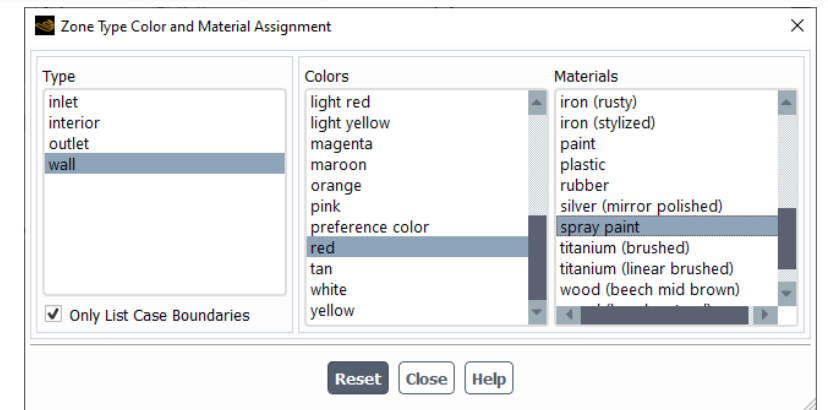 Zone Type Color and Material Assignment
Type
inlet
interior
outlet
wall
Only List Case Boundaries
Colors
light red
light yellow
magenta
maroon
orange
pink
preference color
red
tan
white
yellow
Materials
iron (rusty)
iron (stylized)
paint
plastic
rubber
silver (mirror polished)
spray paint
titanium (brushed)
titanium (linear brushed)
wood (beech mid brown)
Reset Close Help